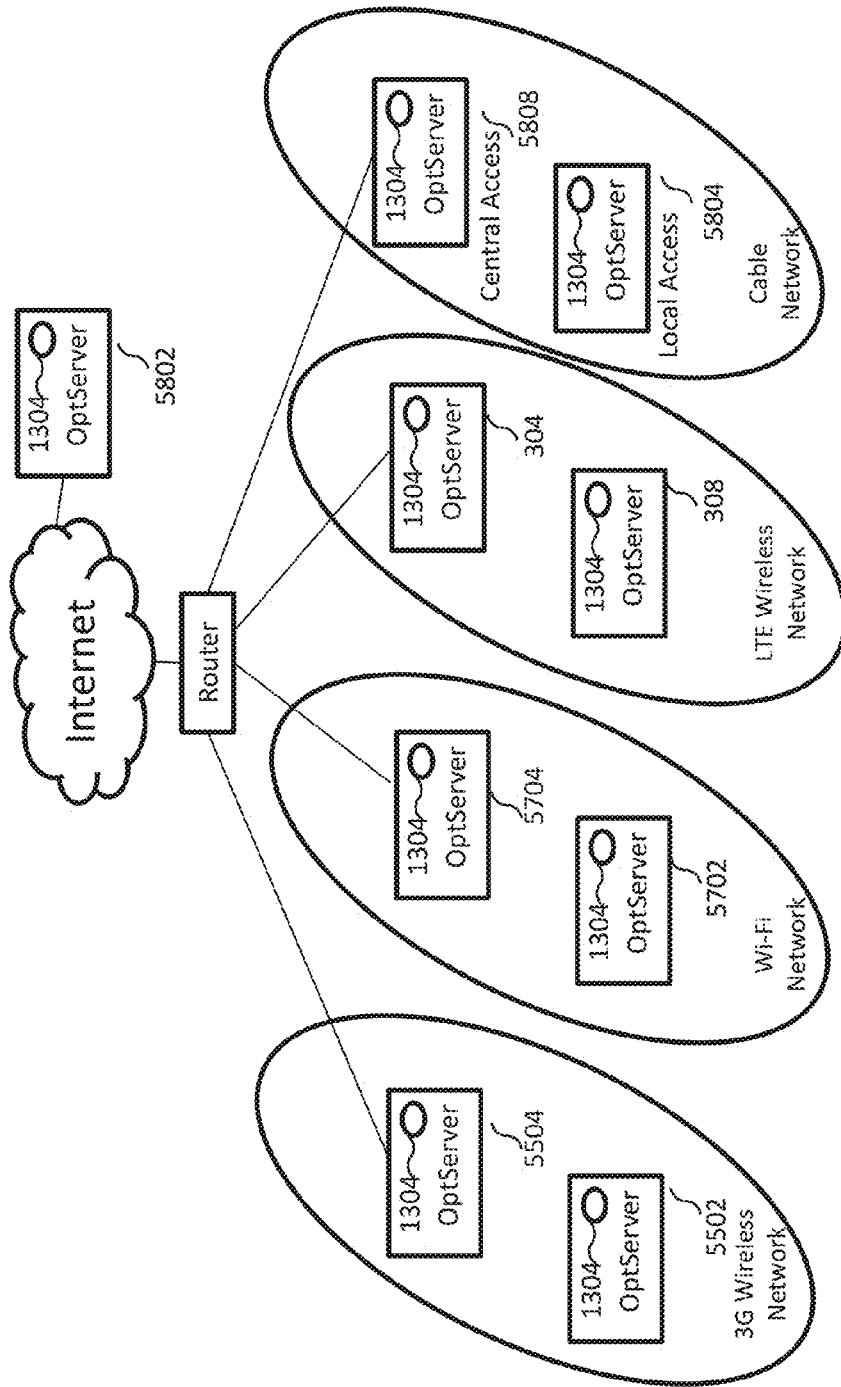 Internet
1304
OptServer
5802
Router
1304
OptServer
5504
1304
OptServer
5502
3G Wireless
Network
1304
OptServer
5704
1304
OptServer
5702
Wi-Fi
Network
1304
OptServer
304
1304
OptServer
308
LTE Wireless
Network
1304
OptServer
Central Access
5808
1304
OptServer
Local Access
5804
Cable
Network